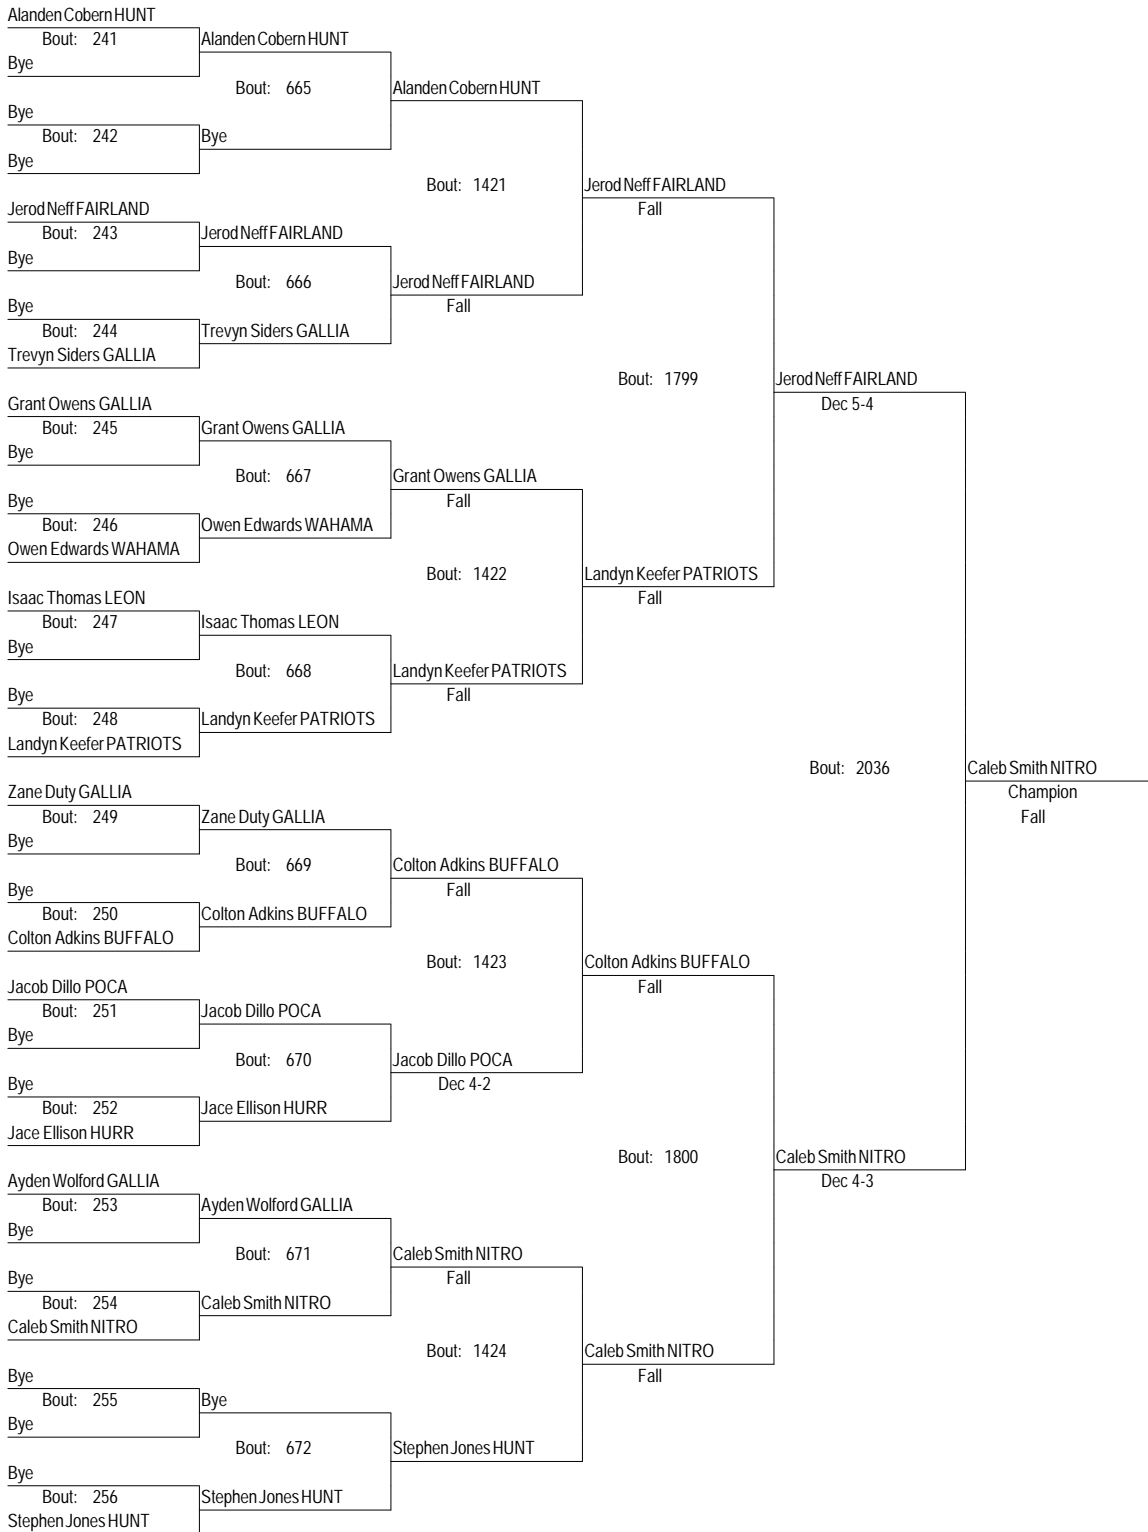 Alanden Cobern HUNT
Bout: 241
Alanden Cobern HUNT
Bye
Bout: 665
Alanden Cobern HUNT
Bye
Bout: 242
Bye
Bye
Bout: 1421
Jerod Neff FAIRLAND
Fall
Jerod Neff FAIRLAND
Bout: 243
Jerod Neff FAIRLAND
Bye
Bout: 666
Jerod Neff FAIRLAND
Fall
Bye
Bout: 244
Trevyn Siders GALLIA
Trevyn Siders GALLIA
Bout: 1799
Jerod Neff FAIRLAND
Dec 5-4
Grant Owens GALLIA
Bout: 245
Grant Owens GALLIA
Bye
Bout: 667
Grant Owens GALLIA
Fall
Bye
Bout: 246
Owen Edwards WAHAMA
Owen Edwards WAHAMA
Bout: 1422
Landyn Keefer PATRIOTS
Fall
Isaac Thomas LEON
Bout: 247
Isaac Thomas LEON
Bye
Bout: 668
Landyn Keefer PATRIOTS
Fall
Bye
Bout: 248
Landyn Keefer PATRIOTS
Landyn Keefer PATRIOTS
Bout: 2036
Caleb Smith NITRO
Champion
Fall
Zane Duty GALLIA
Bout: 249
Zane Duty GALLIA
Bye
Bout: 669
Colton Adkins BUFFALO
Fall
Bye
Bout: 250
Colton Adkins BUFFALO
Colton Adkins BUFFALO
Bout: 1423
Colton Adkins BUFFALO
Fall
Jacob Dillo POCA
Bout: 251
Jacob Dillo POCA
Bye
Bout: 670
Jacob Dillo POCA
Dec 4-2
Bye
Bout: 252
Jace Ellison HURR
Jace Ellison HURR
Bout: 1800
Caleb Smith NITRO
Dec 4-3
Ayden Wolford GALLIA
Bout: 253
Ayden Wolford GALLIA
Bye
Bout: 671
Caleb Smith NITRO
Fall
Bye
Bout: 254
Caleb Smith NITRO
Caleb Smith NITRO
Bout: 1424
Caleb Smith NITRO
Fall
Bye
Bout: 255
Bye
Bye
Bout: 672
Stephen Jones HUNT
Bye
Bout: 256
Stephen Jones HUNT
Stephen Jones HUNT